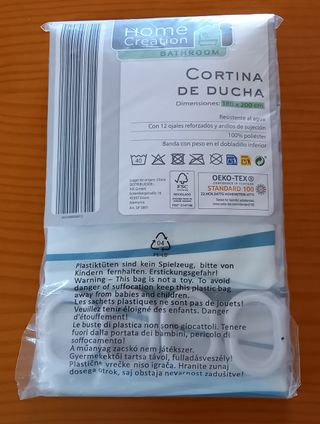 Home
Creation
BATHROOM
CORTINA
DE DUCHA
Dimensiones: 180 x 200 cm
Resistente al agua
Con 12 ojales reforzados y anillos de sujeción
100% poliéster
Banda con peso en el dobladillo inferior
FSC
OEKO-TEX®
STANDARD 100
04
PE-LD
Plastiktüten sind kein Spielzeug, bitte von
Kindern fernhalten. Erstickungsgefahr!
Warning – This bag is not a toy. To avoid
danger of suffocation keep this plastic bag
away from babies and children.
Les sachets plastiques ne sont pas de jouets!
Veuillez tenir éloigné des enfants. Danger
d'étouffement!
Le buste di plastica non sono giocattoli. Tenere
fuori dalla portata dei bambini, pericolo di
soffocamento!
A műanyag zacskó nem játékszer.
Gyermekektől tartsa távol, fulladásveszély!
Plastične vrečke niso igrača. Hranite zunaj
dosega otrok, saj obstaja nevarnost zadušitve!